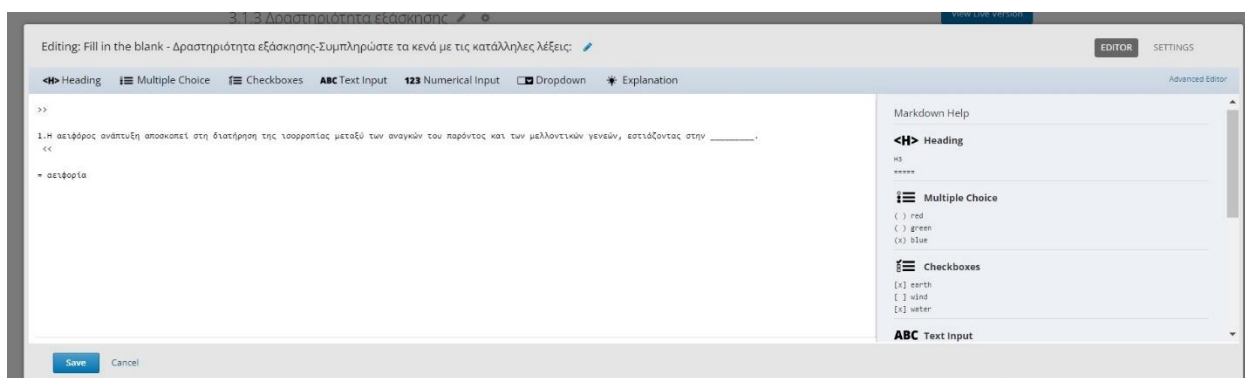 3.1.3 Δραστηριότητα εξάσκησης
View Live Version
Editing: Fill in the blank - Δραστηριότητα εξάσκησης-Συμπληρώστε τα κενά με τις κατάλληλες λέξεις:
EDITOR SETTINGS
<H> Heading Multiple Choice Checkboxes ABC Text Input 123 Numerical Input Dropdown Explanation Advanced Editor
>>
1.Η αειφόρος ανάπτυξη αποσκοπεί στη διατήρηση της ισορροπίας μεταξύ των αναγκών του παρόντος και των μελλοντικών γενεών, εστιάζοντας στην _________.
<<
= αειφορία
Markdown Help
<H> Heading
H3
=====
Multiple Choice
( ) red
( ) green
(x) blue
Checkboxes
[x] earth
[ ] wind
[x] water
ABC Text Input
Save Cancel